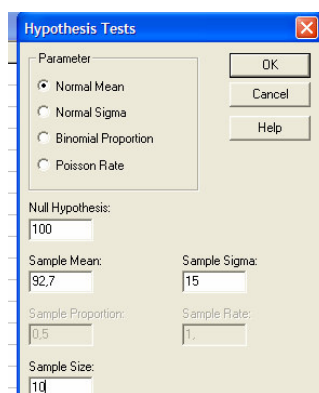 Hypothesis Tests
Parameter
Normal Mean
Normal Sigma
Binomial Proportion
Poisson Rate
OK
Cancel
Help
Null Hypothesis:
100
Sample Mean: Sample Sigma:
92,7 15
Sample Proportion: Sample Rate:
0,5 1,
Sample Size:
10